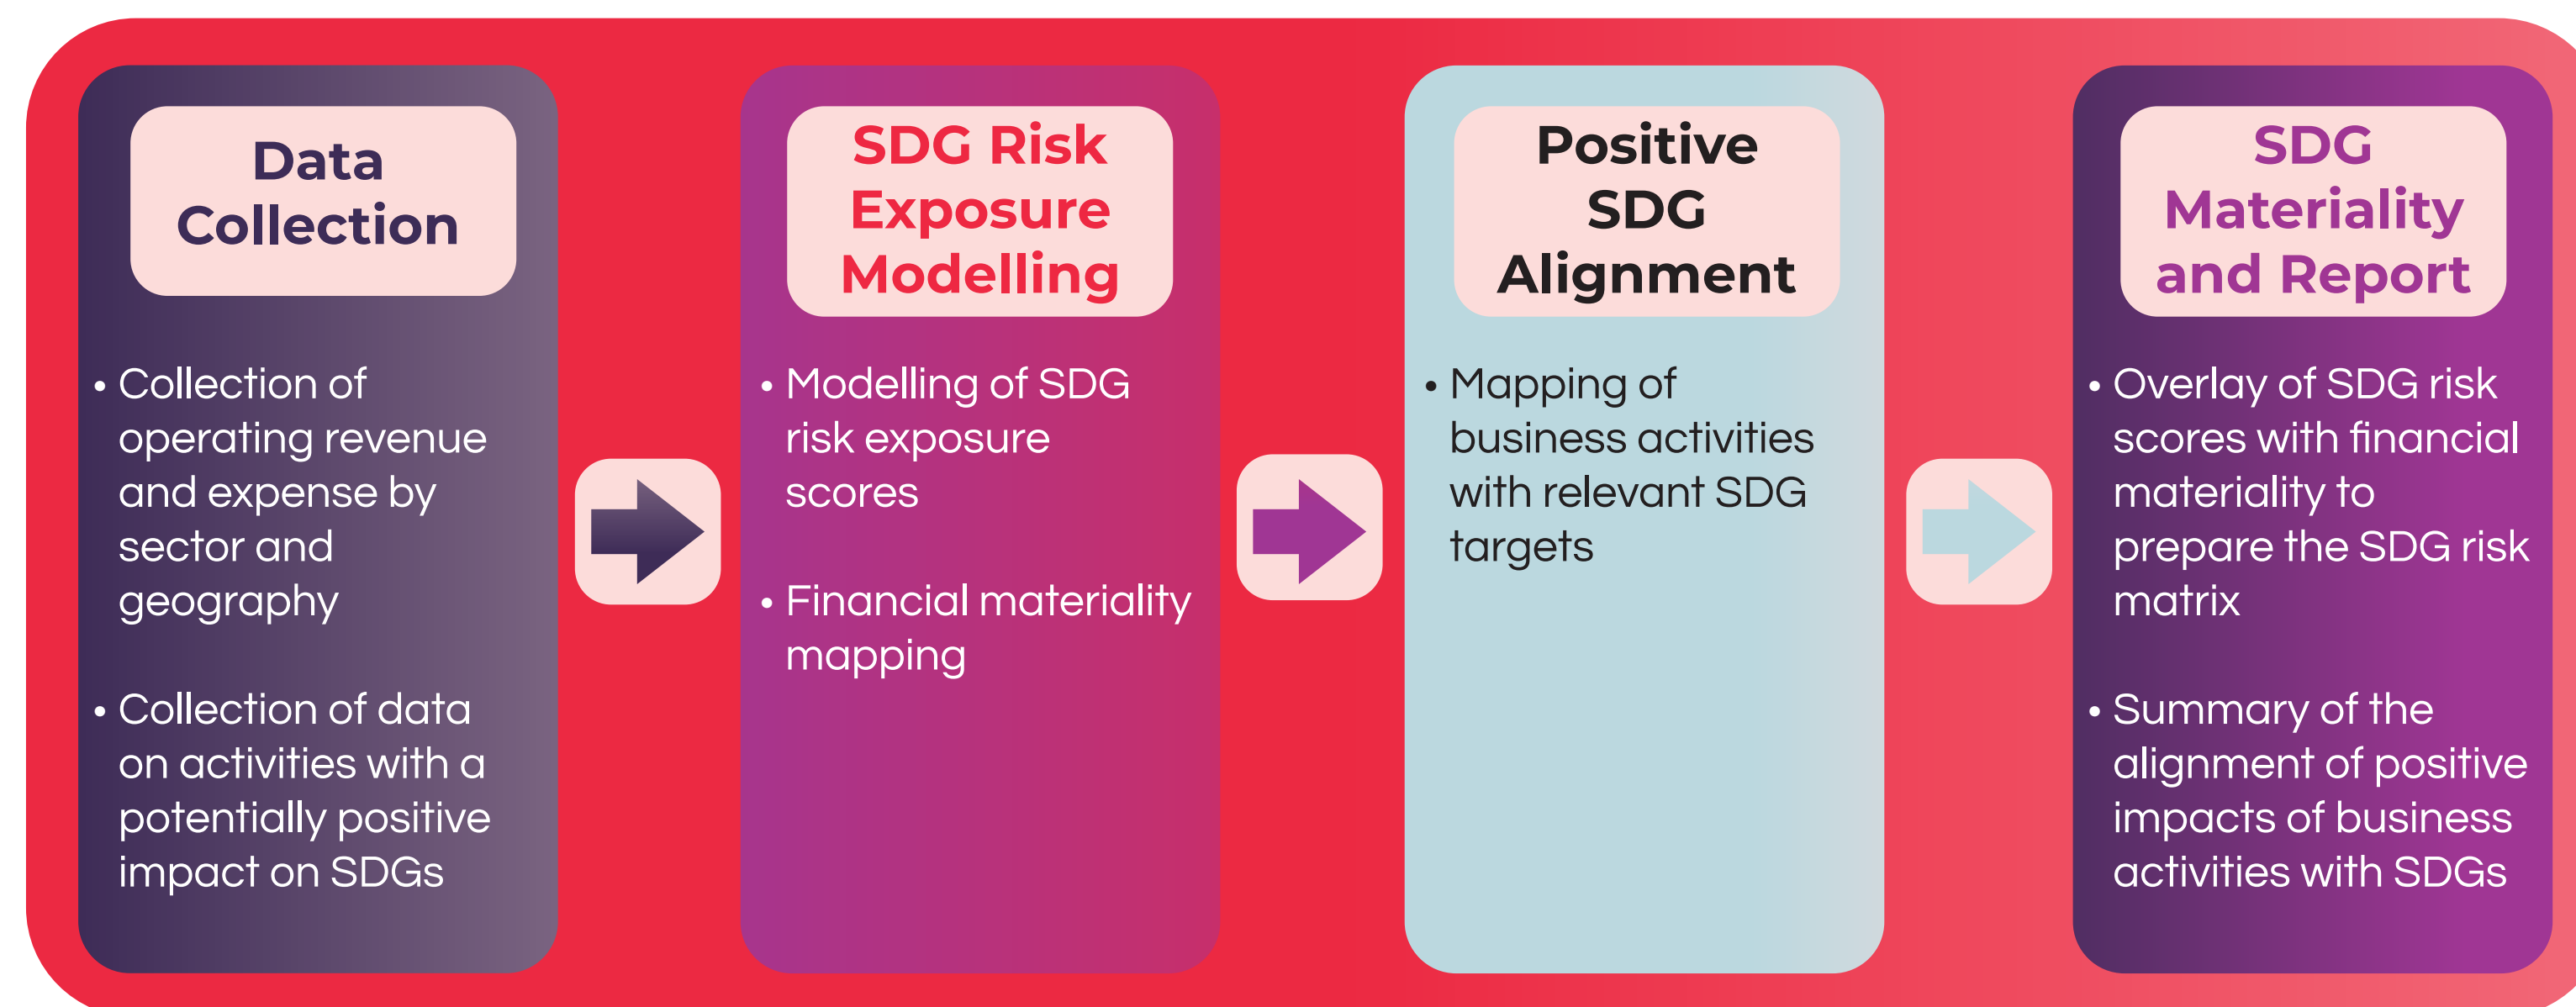 Data
Collection
• Collection of
operating revenue
and expense by
sector and
geography
• Collection of data
on activities with a
potentially positive
impact on SDGs
SDG Risk
Exposure
Modelling
• Modelling of SDG
risk exposure
scores
• Financial materiality
mapping
Positive
SDG
Alignment
• Mapping of
business activities
with relevant SDG
targets
SDG
Materiality
and Report
• Overlay of SDG risk
scores with financial
materiality to
prepare the SDG risk
matrix
• Summary of the
alignment of positive
impacts of business
activities with SDGs